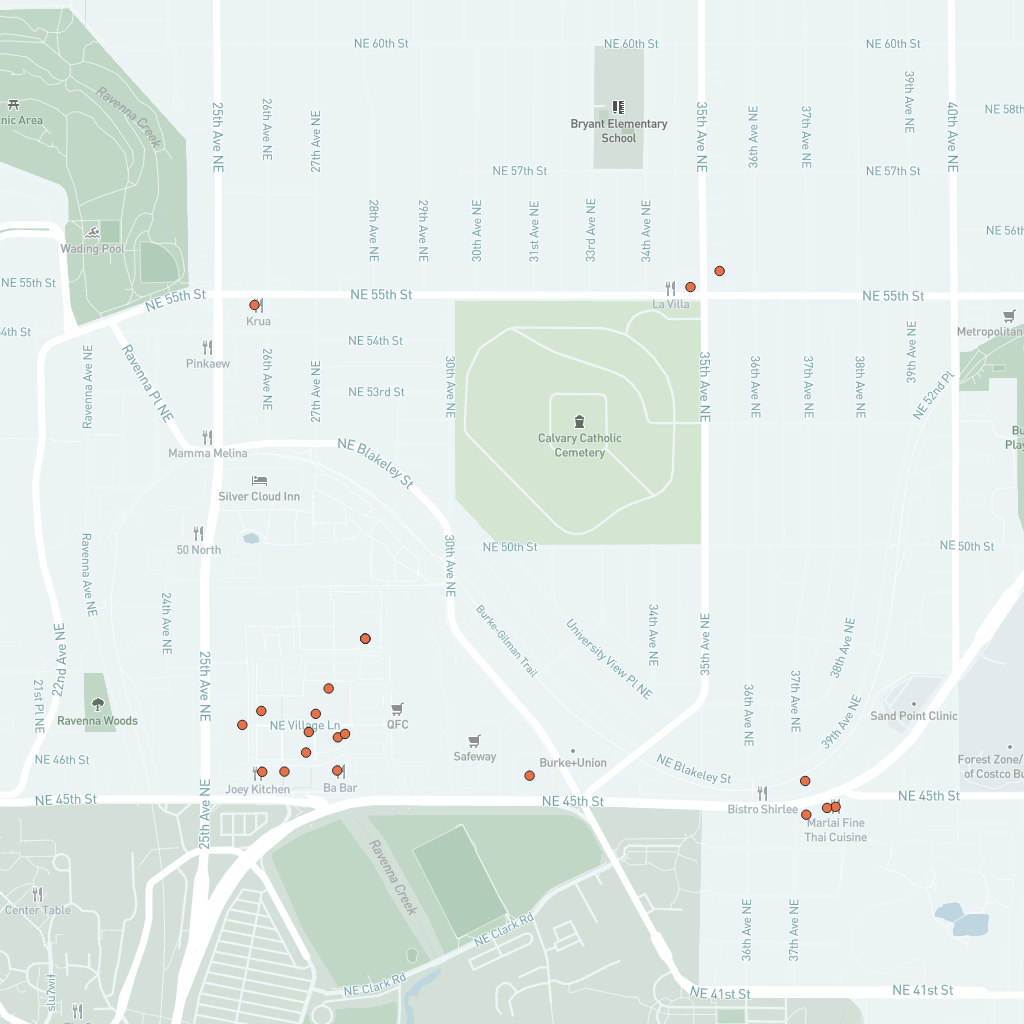 NE 60th St
NE 60th St
NE 60th St
25th Ave NE
26th Ave NE
27th Ave NE
Ravenna Creek
cnic Area
Bryant Elementary
School
35th Ave NE
36th Ave NE
37th Ave NE
39th Ave NE
40th Ave NE
NE 58th
NE 57th St
NE 57th St
28th Ave NE
29th Ave NE
30th Ave NE
31st Ave NE
33rd Ave NE
34th Ave NE
NE 56th
Wading Pool
NE 55th St
NE 55th St
NE 55th St
NE 55th St
La Villa
Krua
4th St
Metropolitan
NE 54th St
Pinkaew
Ravenna Ave NE
Ravenna Pl NE
26th Ave NE
27th Ave NE
NE 53rd St
30th Ave NE
35th Ave NE
36th Ave NE
37th Ave NE
38th Ave NE
39th Ave NE
NE 52nd Pl
Calvary Catholic
Cemetery
Bu
Play
Mamma Melina
NE Blakeley St
Silver Cloud Inn
50 North
NE 50th St
NE 50th St
Ravenna Ave NE
24th Ave NE
30th Ave NE
Burke-Gilman Trail
University View Pl NE
34th Ave NE
35th Ave NE
38th Ave NE
22nd Ave NE
21st Pl NE
25th Ave NE
36th Ave NE
37th Ave NE
39th Ave NE
Ravenna Woods
NE Village Ln
QFC
Sand Point Clinic
NE 46th St
Safeway
Burke+Union
NE Blakeley St
Forest Zone/
of Costco Bu
Joey Kitchen
Ba Bar
NE 45th St
NE 45th St
NE 45th St
25th Ave NE
Bistro Shirlee
Marlai Fine
Thai Cuisine
Ravenna Creek
Center Table
NE Clark Rd
36th Ave NE
37th Ave NE
NE Clark Rd
NE 41st St
NE 41st St